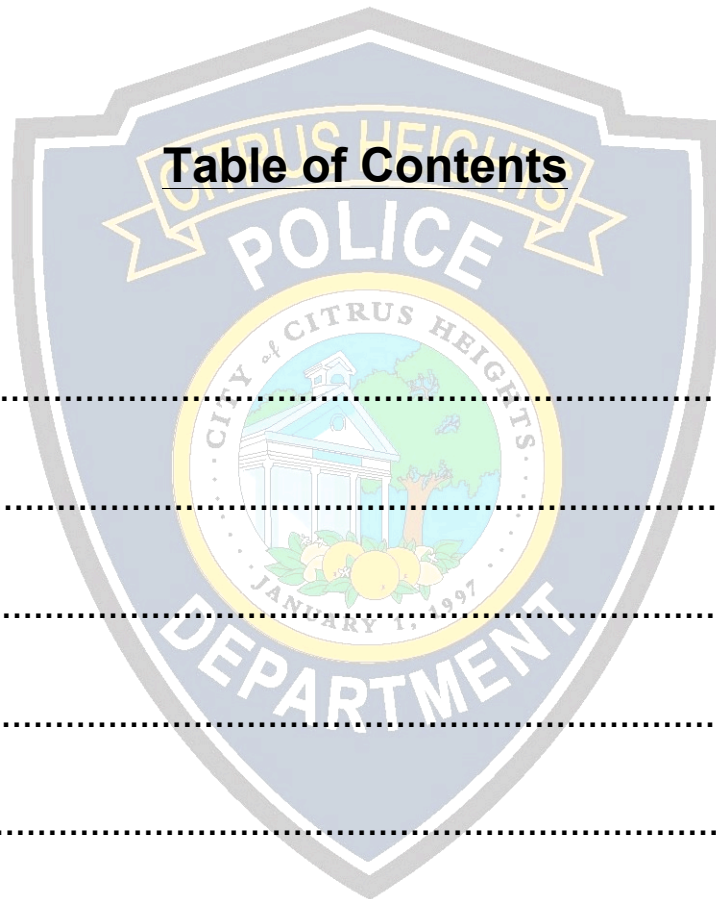 CITRUS HEIGHTS
Table of Contents
POLICE
CITY of CITRUS HEIGHTS
....................................................................
....................................................................
JANUARY 1, 1997
....................................................................
DEPARTMENT
....................................................................
....................................................................